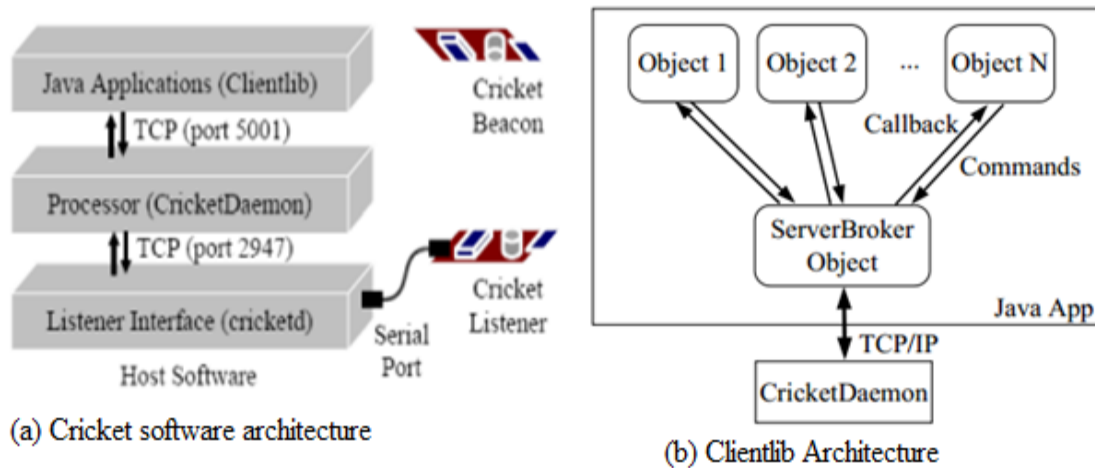 Java Applications (Clientlib)
TCP (port 5001)
Processor (CricketDaemon)
TCP (port 2947)
Listener Interface (cricketd)
Host Software
Cricket
Beacon
Cricket
Listener
Serial
Port
(a) Cricket software architecture
Object 1
Object 2
...
Object N
Callback
Commands
ServerBroker
Object
Java App
TCP/IP
CricketDaemon
(b) Clientlib Architecture